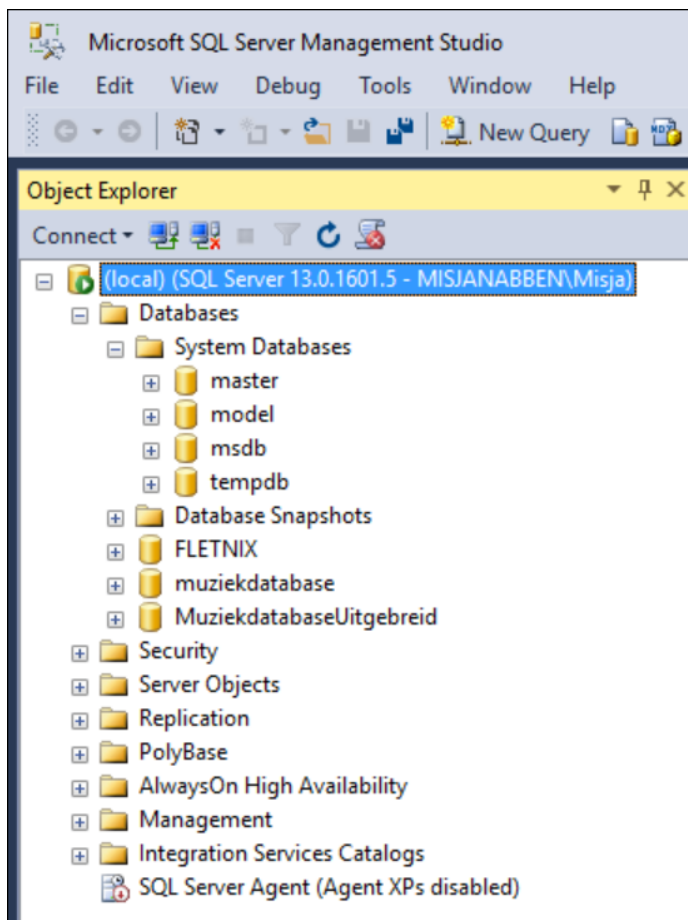 Microsoft SQL Server Management Studio
File Edit View Debug Tools Window Help
New Query
Object Explorer
Connect
(local) (SQL Server 13.0.1601.5 - MISJANABBEN\Misja)
Databases
System Databases
master
model
msdb
tempdb
Database Snapshots
FLETNIX
muziekdatabase
MuziekdatabaseUitgebreid
Security
Server Objects
Replication
PolyBase
AlwaysOn High Availability
Management
Integration Services Catalogs
SQL Server Agent (Agent XPs disabled)